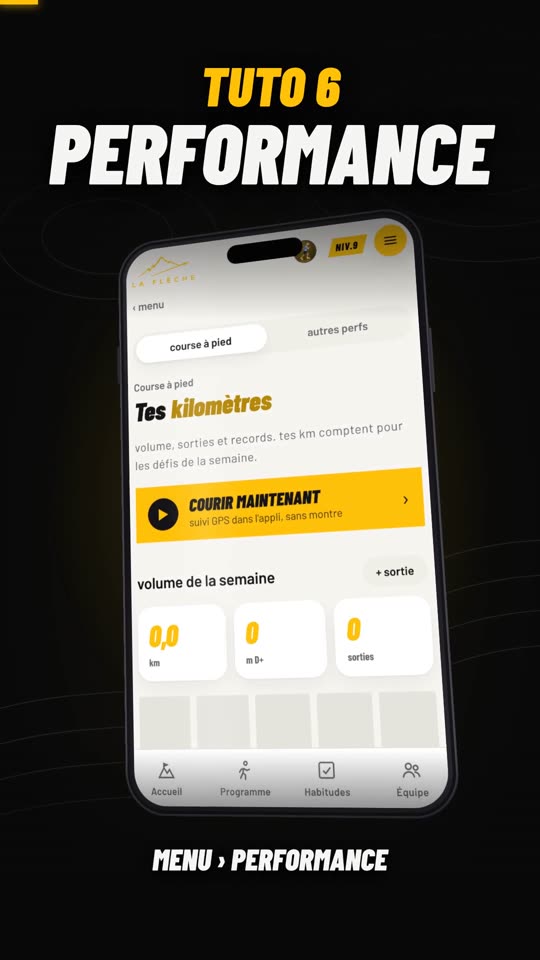 TUTO 6
PERFORMANCE
NIV.9
LA FLÈCHE
‹ menu
course à pied
autres perfs
Course à pied
Tes kilomètres
volume, sorties et records. tes km comptent pour
les défis de la semaine.
COURIR MAINTENANT
suivi GPS dans l'appli, sans montre
›
volume de la semaine
+ sortie
0,0
km
0
m D+
0
sorties
Accueil
Programme
Habitudes
Équipe
MENU › PERFORMANCE